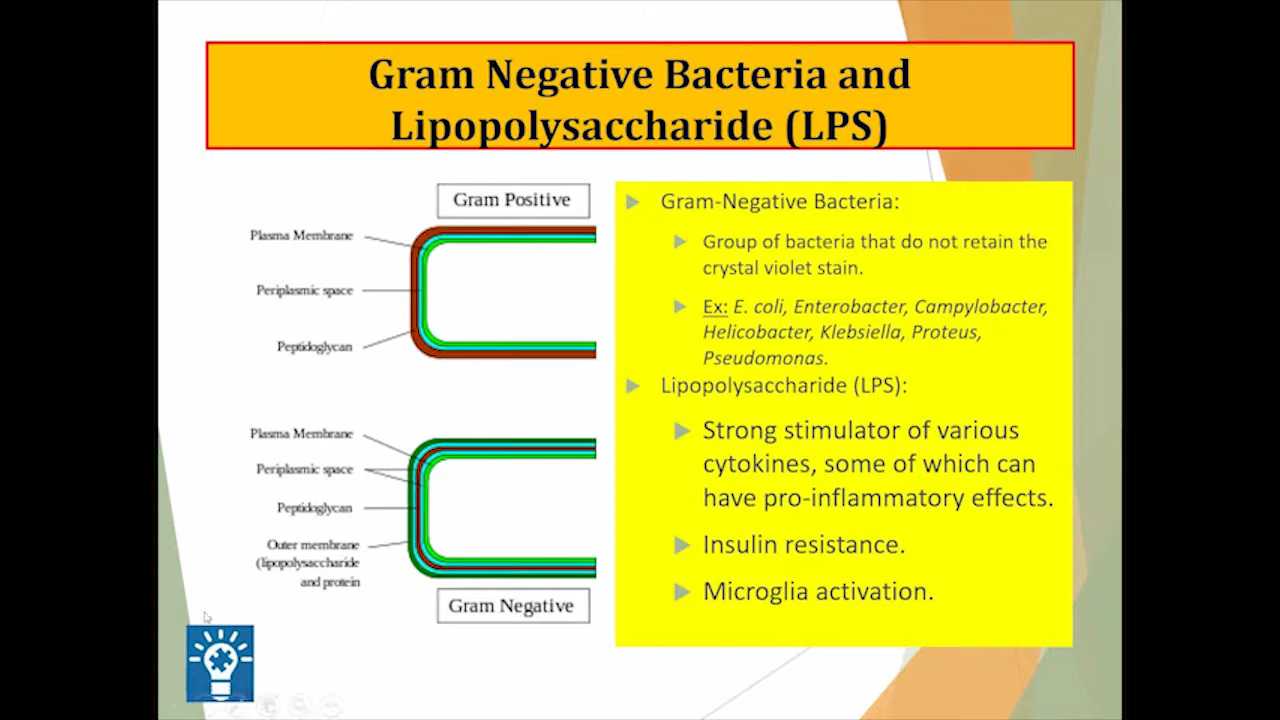 Gram Negative Bacteria and
Lipopolysaccharide (LPS)
Gram Positive
Plasma Membrane
Periplasmic space
Peptidoglycan
Plasma Membrane
Periplasmic space
Peptidoglycan
Outer membrane
(lipopolysaccharide
and protein
Gram Negative
Gram-Negative Bacteria:
Group of bacteria that do not retain the
crystal violet stain.
Ex: E. coli, Enterobacter, Campylobacter,
Helicobacter, Klebsiella, Proteus,
Pseudomonas.
Lipopolysaccharide (LPS):
Strong stimulator of various
cytokines, some of which can
have pro-inflammatory effects.
Insulin resistance.
Microglia activation.